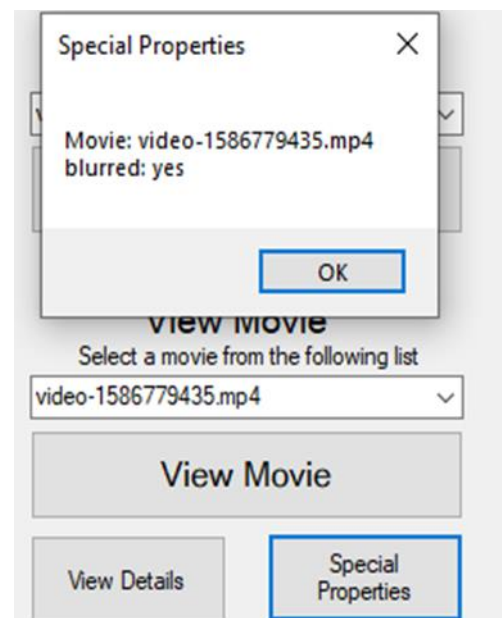 Special Properties
Movie: video-1586779435.mp4
blurred: yes
OK
View Movie
Select a movie from the following list
video-1586779435.mp4
View Movie
View Details
Special
Properties